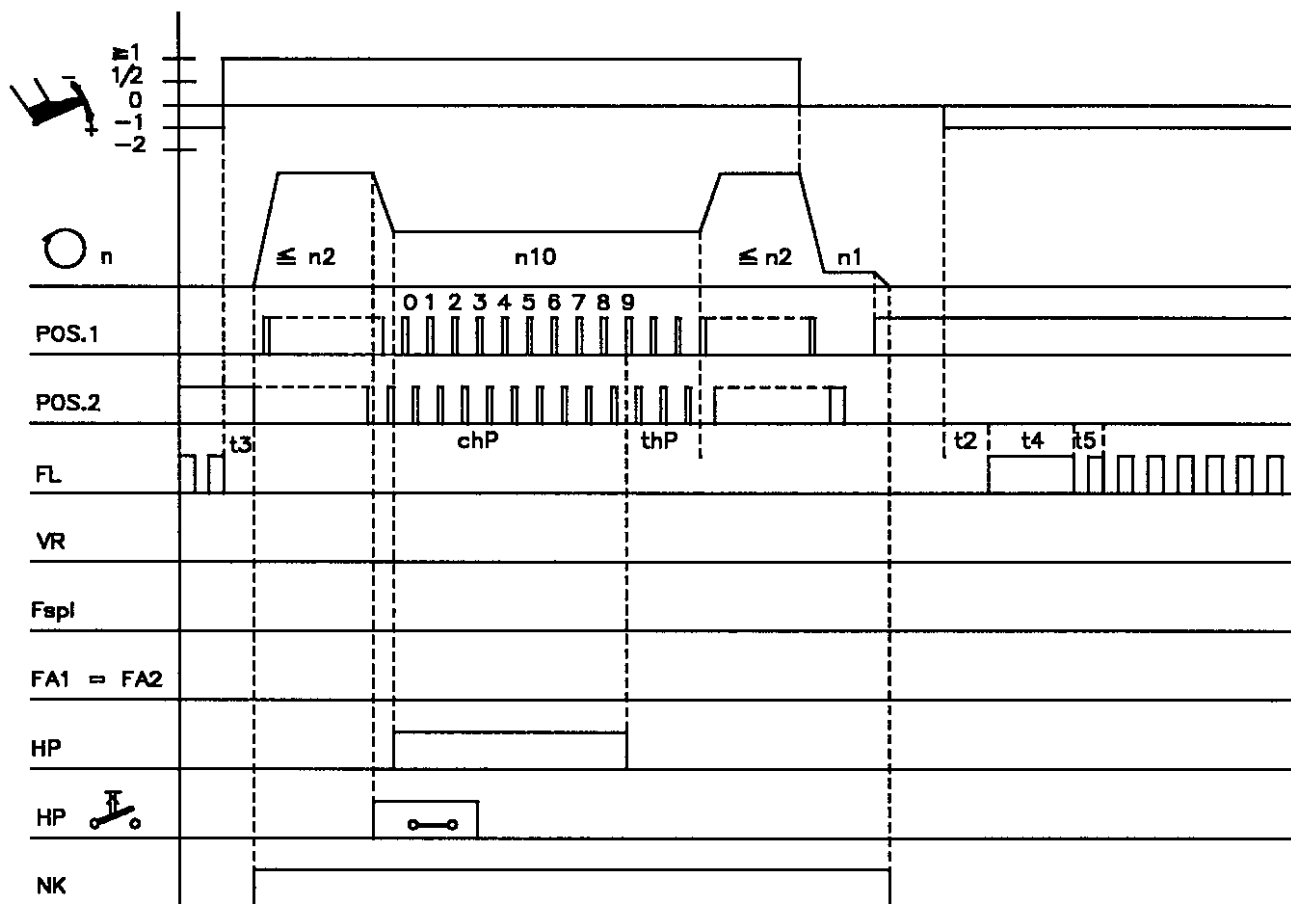 ≧1
1/2
0
-1
-2
- +
n
≦ n2 n10 ≦ n2 n1
0 1 2 3 4 5 6 7 8 9
POS.1
POS.2
t3 chP thP t2 t4 t5
FL
VR
Fspl
FA1 = FA2
HP
HP
NK